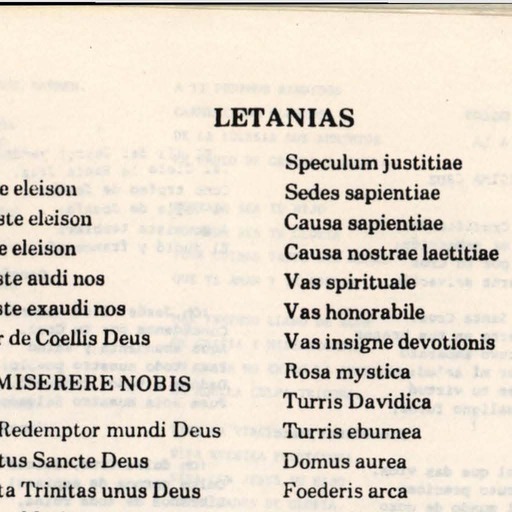 LETANIAS
e eleison
ste eleison
e eleison
ste audi nos
ste exaudi nos
r de Coellis Deus
MISERERE NOBIS
Redemptor mundi Deus
tus Sancte Deus
ta Trinitas unus Deus
Speculum justitiae
Sedes sapientiae
Causa sapientiae
Causa nostrae laetitiae
Vas spirituale
Vas honorabile
Vas insigne devotionis
Rosa mystica
Turris Davidica
Turris eburnea
Domus aurea
Foederis arca